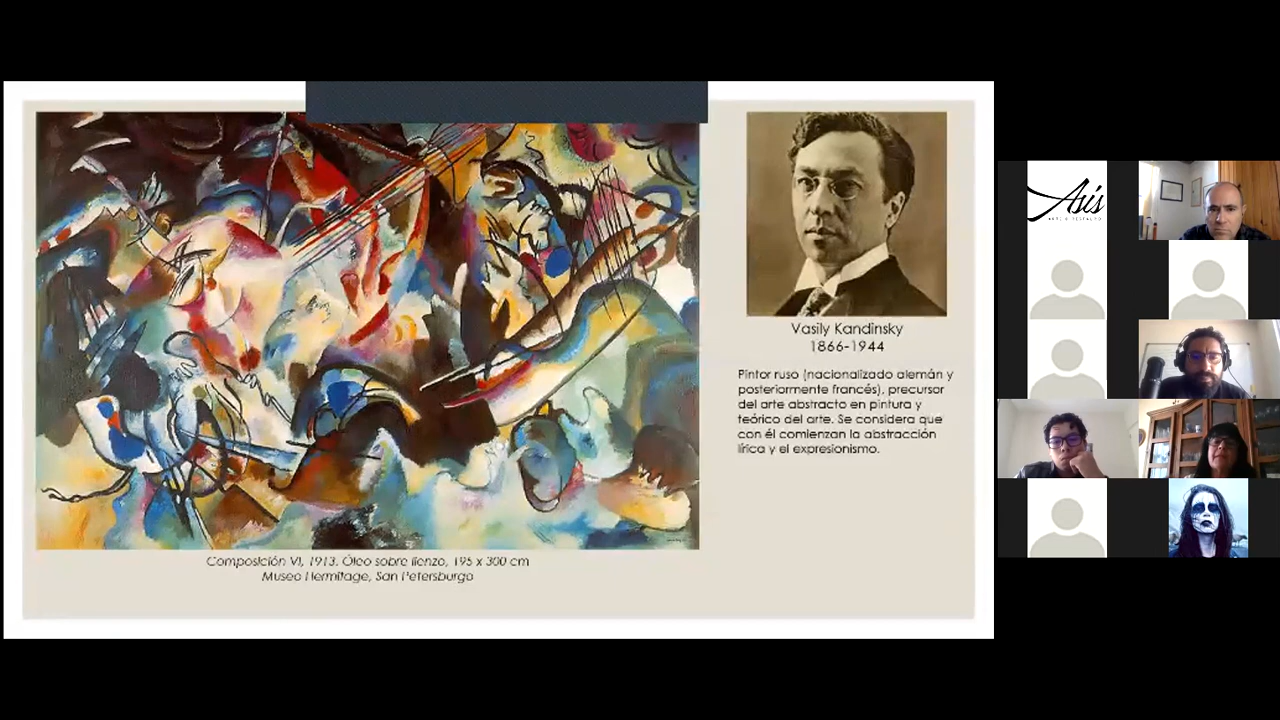 Composición VI, 1913. Óleo sobre lienzo, 195 x 300 cm
Museo Hermitage, San Petersburgo
Vasily Kandinsky
1866-1944
Pintor ruso (nacionalizado alemán y
posteriormente francés), precursor
del arte abstracto en pintura y
teórico del arte. Se considera que
con él comienzan la abstracción
lírica y el expresionismo.
Asís